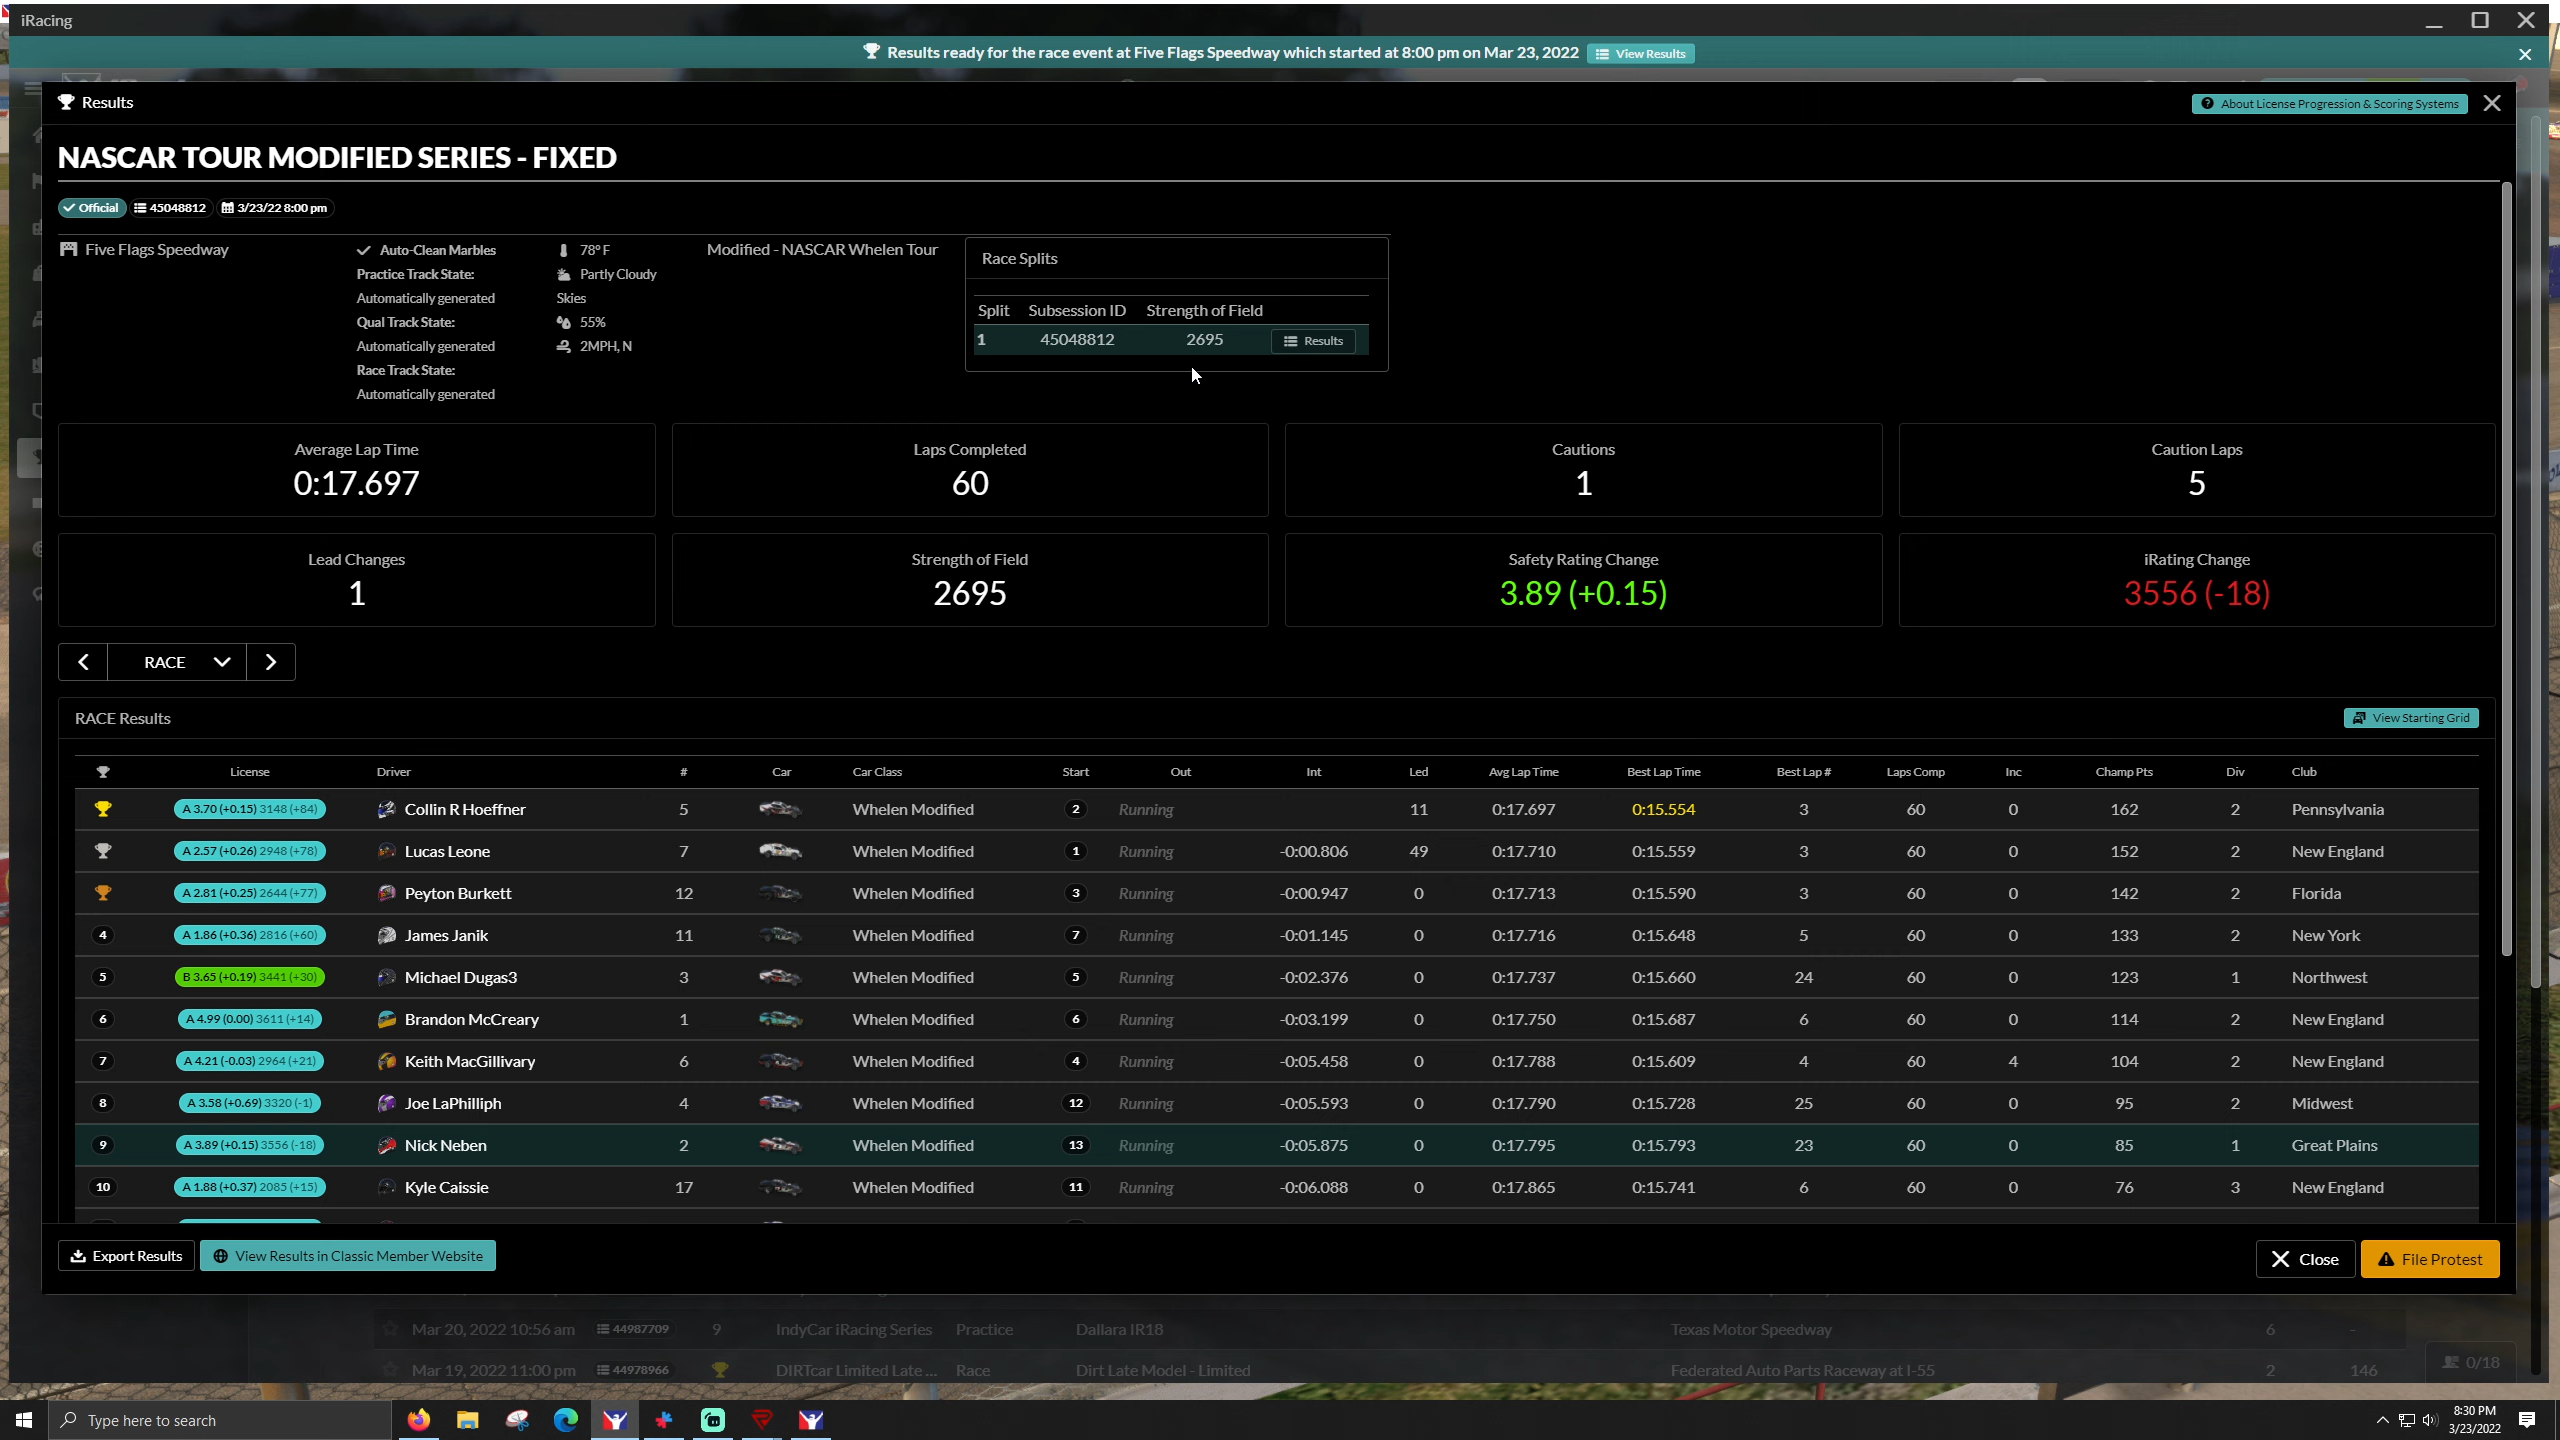 iRacing
Results ready for the race event at Five Flags Speedway which started at 8:00 pm on Mar 23, 2022 View Results
Results
About License Progression & Scoring Systems
NASCAR TOUR MODIFIED SERIES - FIXED
Official 45048812 3/23/22 8:00 pm
Five Flags Speedway
Auto-Clean Marbles
Practice Track State:
Automatically generated
Qual Track State:
Automatically generated
Race Track State:
Automatically generated
78° F
Partly Cloudy
Skies
55%
2MPH, N
Modified - NASCAR Whelen Tour
Race Splits
Split Subsession ID Strength of Field
1 45048812 2695 Results
Average Lap Time
0:17.697
Laps Completed
60
Cautions
1
Caution Laps
5
Lead Changes
1
Strength of Field
2695
Safety Rating Change
3.89 (+0.15)
iRating Change
3556 (-18)
RACE
RACE Results
View Starting Grid
License Driver # Car Car Class Start Out Int Led Avg Lap Time Best Lap Time Best Lap # Laps Comp Inc Champ Pts Div Club
A 3.70 (+0.15) 3148 (+84) Collin R Hoeffner 5 Whelen Modified 2 Running 11 0:17.697 0:15.554 3 60 0 162 2 Pennsylvania
A 2.57 (+0.26) 2948 (+78) Lucas Leone 7 Whelen Modified 1 Running -0:00.806 49 0:17.710 0:15.559 3 60 0 152 2 New England
A 2.81 (+0.25) 2644 (+77) Peyton Burkett 12 Whelen Modified 3 Running -0:00.947 0 0:17.713 0:15.590 3 60 0 142 2 Florida
4 A 1.86 (+0.36) 2816 (+60) James Janik 11 Whelen Modified 7 Running -0:01.145 0 0:17.716 0:15.648 5 60 0 133 2 New York
5 B 3.65 (+0.19) 3441 (+30) Michael Dugas3 3 Whelen Modified 5 Running -0:02.376 0 0:17.737 0:15.660 24 60 0 123 1 Northwest
6 A 4.99 (0.00) 3611 (+14) Brandon McCreary 1 Whelen Modified 6 Running -0:03.199 0 0:17.750 0:15.687 6 60 0 114 2 New England
7 A 4.21 (-0.03) 2964 (+21) Keith MacGillivary 6 Whelen Modified 4 Running -0:05.458 0 0:17.788 0:15.609 4 60 4 104 2 New England
8 A 3.58 (+0.69) 3320 (-1) Joe LaPhilliph 4 Whelen Modified 12 Running -0:05.593 0 0:17.790 0:15.728 25 60 0 95 2 Midwest
9 A 3.89 (+0.15) 3556 (-18) Nick Neben 2 Whelen Modified 13 Running -0:05.875 0 0:17.795 0:15.793 23 60 0 85 1 Great Plains
10 A 1.88 (+0.37) 2085 (+15) Kyle Caissie 17 Whelen Modified 11 Running -0:06.088 0 0:17.865 0:15.741 6 60 0 76 3 New England
Export Results View Results in Classic Member Website Close File Protest
Mar 20, 2022 10:56 am 44987709 9 IndyCar iRacing Series Practice Dallara IR18 Texas Motor Speedway 6 -
Mar 19, 2022 11:00 pm 44978966 DIRTcar Limited Late ... Race Dirt Late Model - Limited Federated Auto Parts Raceway at I-55 2 146
0/18
Type here to search
8:30 PM
3/23/2022